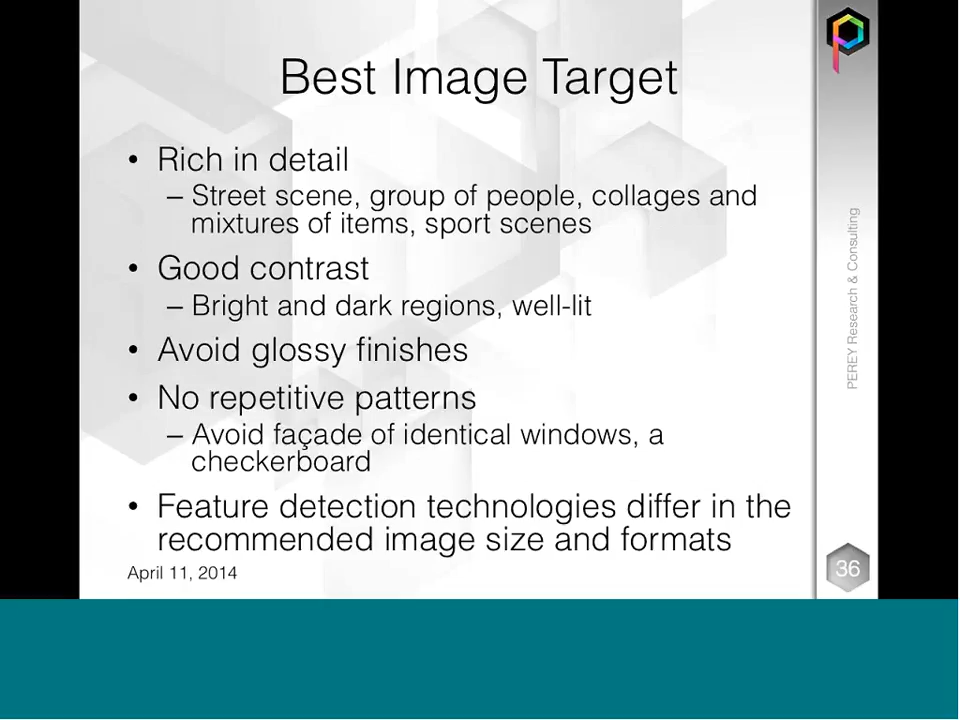 Best Image Target
• Rich in detail
– Street scene, group of people, collages and
mixtures of items, sport scenes
• Good contrast
– Bright and dark regions, well-lit
• Avoid glossy finishes
• No repetitive patterns
– Avoid façade of identical windows, a
checkerboard
• Feature detection technologies differ in the
recommended image size and formats
April 11, 2014
PEREY Research & Consulting
36